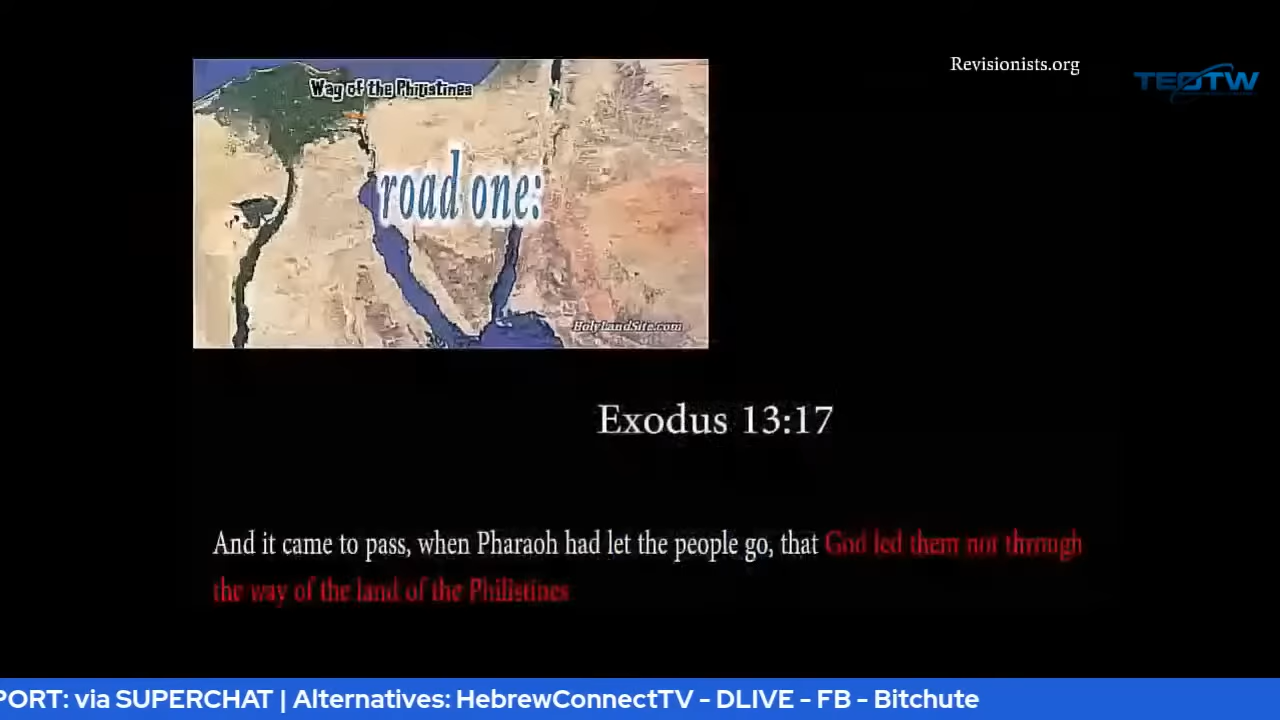 Revisionists.org
TEOTW
Way of the Philistines
road one:
HolyLandSite.com
Exodus 13:17
And it came to pass, when Pharaoh had let the people go, that God led them not through
the way of the land of the Philistines
PORT: via SUPERCHAT | Alternatives: HebrewConnectTV - DLIVE - FB - Bitchute